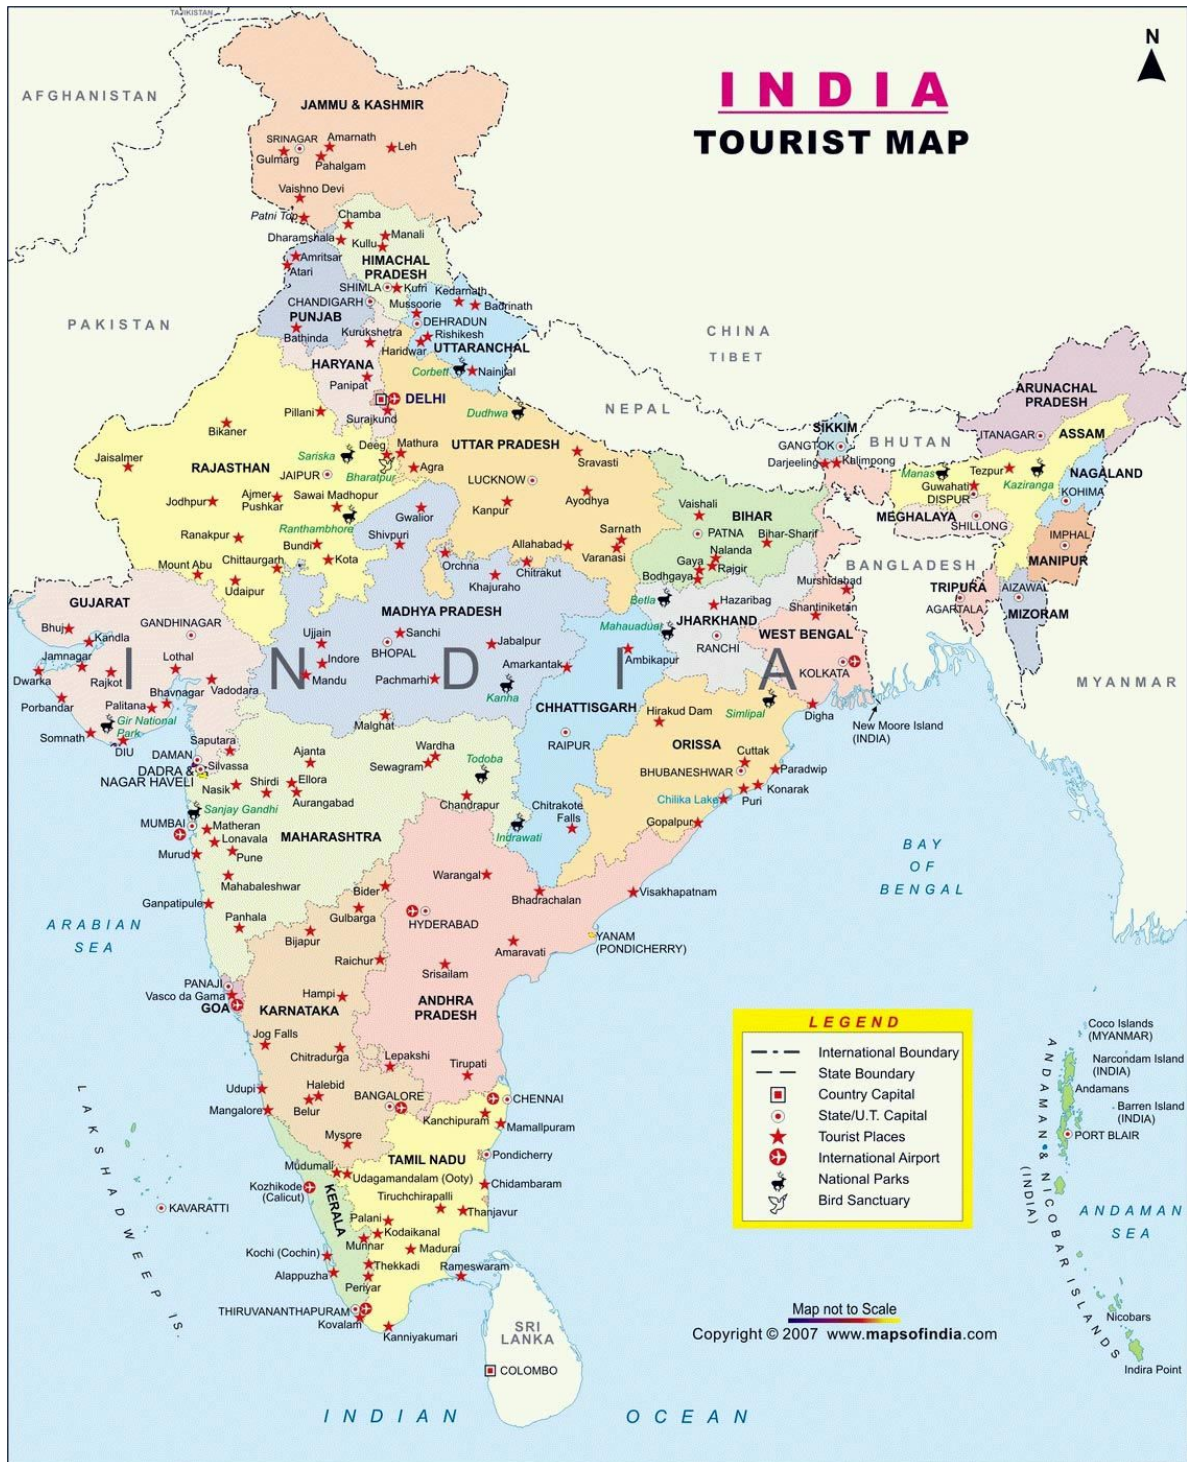 TAJIKISTAN
AFGHANISTAN
INDIA
TOURIST MAP
N
JAMMU & KASHMIR
SRINAGAR
Amarnath
Leh
Gulmarg
Pahalgam
Vaishno Devi
Patni Top
Chamba
Dharamshala
Manali
Kullu
Amritsar
Atari
HIMACHAL
PRADESH
SHIMLA
Kufri
Kedarnath
Badrinath
CHANDIGARH
Mussoorie
PUNJAB
DEHRADUN
Bathinda
Kurukshetra
Rishikesh
Haridwar
UTTARANCHAL
PAKISTAN
CHINA
TIBET
HARYANA
Corbett
Nainital
Panipat
DELHI
Surajkund
Dudhwa
NEPAL
Pillani
Bikaner
Jaisalmer
Sariska
Deeg
Mathura
UTTAR PRADESH
RAJASTHAN
JAIPUR
Bharatpur
Agra
Sravasti
LUCKNOW
Jodhpur
Ajmer
Pushkar
Sawai Madhopur
Ranthambhore
Gwalior
Kanpur
Ayodhya
Ranakpur
Bundi
Shivpuri
Sarnath
Allahabad
Varanasi
Mount Abu
Chittaurgarh
Kota
Orchna
Chitrakut
Udaipur
Khajuraho
SIKKIM
GANGTOK
Darjeeling
Kalimpong
BHUTAN
ARUNACHAL
PRADESH
ITANAGAR
ASSAM
Manas
Tezpur
NAGALAND
Guwahati
Kaziranga
DISPUR
KOHIMA
MEGHALAYA
SHILLONG
IMPHAL
MANIPUR
BANGLADESH
TRIPURA
AIZAWAL
AGARTALA
MIZORAM
MYANMAR
Vaishali
BIHAR
PATNA
Bihar-Sharif
Nalanda
Gaya
Rajgir
Bodhgaya
Betla
Hazaribag
Murshidabad
Shantiniketan
Mahauaduar
JHARKHAND
RANCHI
WEST BENGAL
KOLKATA
Digha
New Moore Island
(INDIA)
GUJARAT
GANDHINAGAR
Bhuj
Kandla
Jamnagar
Lothal
Dwarka
Rajkot
Bhavnagar
Vadodara
Porbandar
Palitana
Gir National
Park
Somnath
DIU
MADHYA PRADESH
Ujjain
Sanchi
Jabalpur
BHOPAL
Indore
Mandu
Pachmarhi
Amarkantak
Ambikapur
INDIA
Kanha
CHHATTISGARH
Malghat
RAIPUR
Hirakud Dam
Simlipal
ORISSA
Cuttak
BHUBANESHWAR
Paradwip
Chilika Lake
Puri
Konarak
Gopalpur
Saputara
DAMAN
Silvassa
DADRA &
NAGAR HAVELI
Nasik
Shirdi
Ajanta
Ellora
Aurangabad
Wardha
Sewagram
Todoba
Chandrapur
Chitrakote
Falls
Indrawati
Sanjay Gandhi
MUMBAI
Matheran
Lonavala
Murud
Pune
MAHARASHTRA
Mahabaleshwar
Ganpatipule
Panhala
ARABIAN
SEA
BAY
OF
BENGAL
Warangal
Bhadrachalan
Visakhapatnam
Bider
Gulbarga
HYDERABAD
Bijapur
YANAM
(PONDICHERRY)
Amaravati
Raichur
Srisailam
PANAJI
Vasco da Gama
GOA
Hampi
KARNATAKA
ANDHRA
PRADESH
Jog Falls
Chitradurga
Lepakshi
Tirupati
Udupi
Halebid
Belur
BANGALORE
CHENNAI
Mangalore
Kanchipuram
Mamallpuram
Mysore
TAMIL NADU
Pondicherry
Mudumali
Udagamandalam (Ooty)
Chidambaram
Kozhikode
(Calicut)
Tiruchchirapalli
KERALA
Palani
Thanjavur
Kodaikanal
Munnar
Madurai
Kochi (Cochin)
Thekkadi
Rameswaram
Alappuzha
Periyar
THIRUVANANTHAPURAM
Kovalam
Kanniyakumari
LAKSHADWEEP IS.
KAVARATTI
SRI
LANKA
COLOMBO
INDIAN OCEAN
LEGEND
International Boundary
State Boundary
Country Capital
State/U.T. Capital
Tourist Places
International Airport
National Parks
Bird Sanctuary
Map not to Scale
Copyright © 2007 www.mapsofindia.com
Coco Islands
(MYANMAR)
Narcondam Island
(INDIA)
Andamans
Barren Island
(INDIA)
PORT BLAIR
ANDAMAN & NICOBAR ISLANDS
(INDIA)
ANDAMAN
SEA
Nicobars
Indira Point